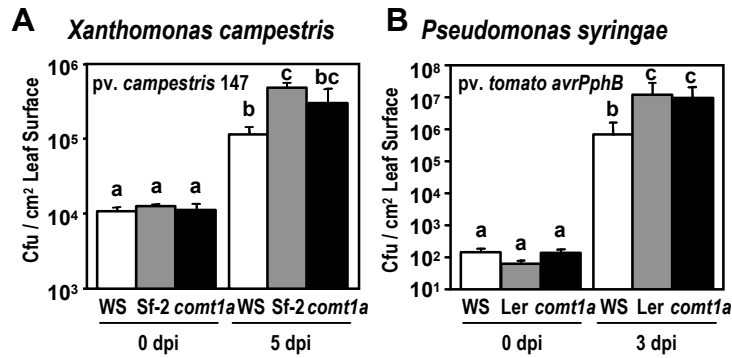 A Xanthomonas campestris
pv. campestris 147
Cfu / cm² Leaf Surface
10⁶
10⁵
10⁴
10³
a a a b c bc
WS Sf-2 comt1a WS Sf-2 comt1a
0 dpi 5 dpi
B Pseudomonas syringae
pv. tomato avrPphB
Cfu / cm² Leaf Surface
10⁸
10⁷
10⁶
10⁵
10⁴
10³
10²
10¹
a a a b c c
WS Ler comt1a WS Ler comt1a
0 dpi 3 dpi